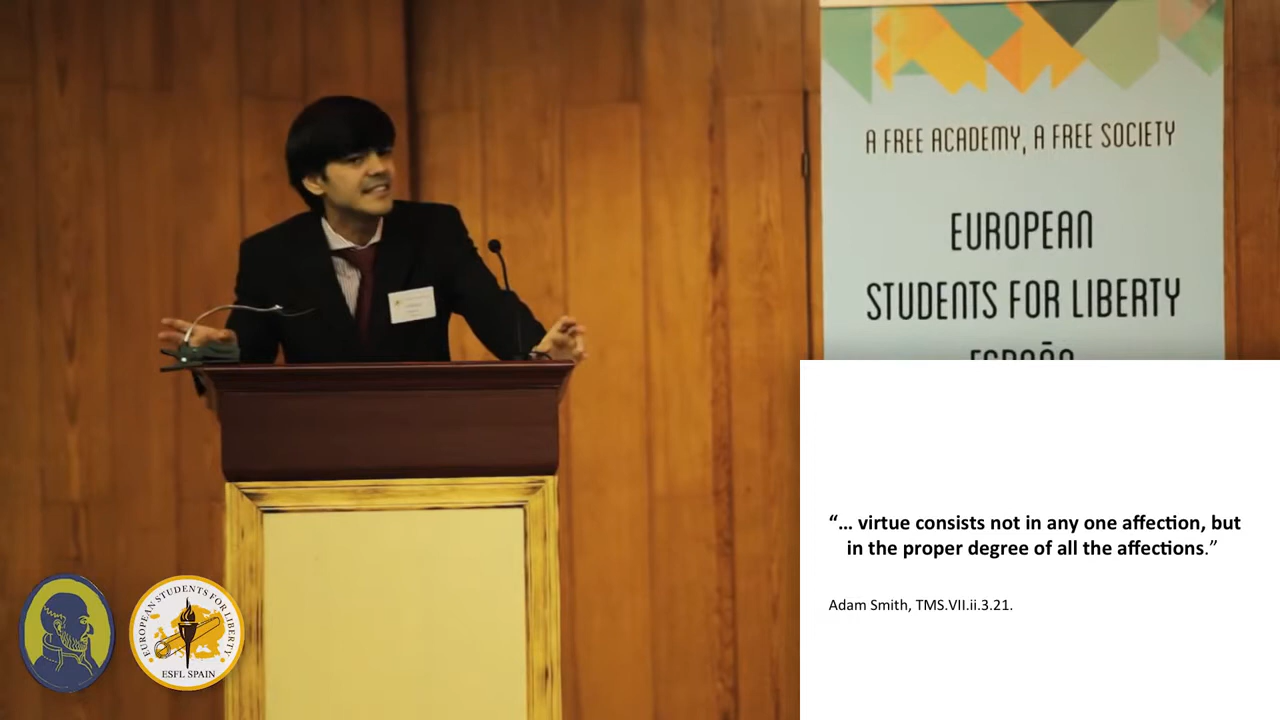 A FREE ACADEMY, A FREE SOCIETY
EUROPEAN
STUDENTS FOR LIBERTY
ESPAÑA
“… virtue consists not in any one affection, but
in the proper degree of all the affections.”
Adam Smith, TMS.VII.ii.3.21.
EUROPEAN STUDENTS FOR LIBERTY
ESFL SPAIN